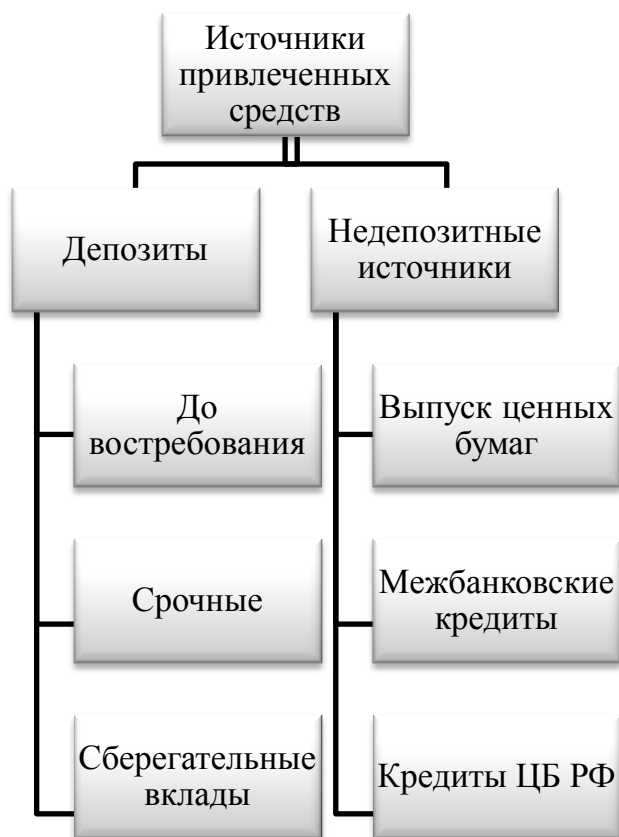 Источники
привлеченных
средств
Депозиты
Недепозитные
источники
До
востребования
Выпуск ценных
бумаг
Срочные
Межбанковские
кредиты
Сберегательные
вклады
Кредиты ЦБ РФ